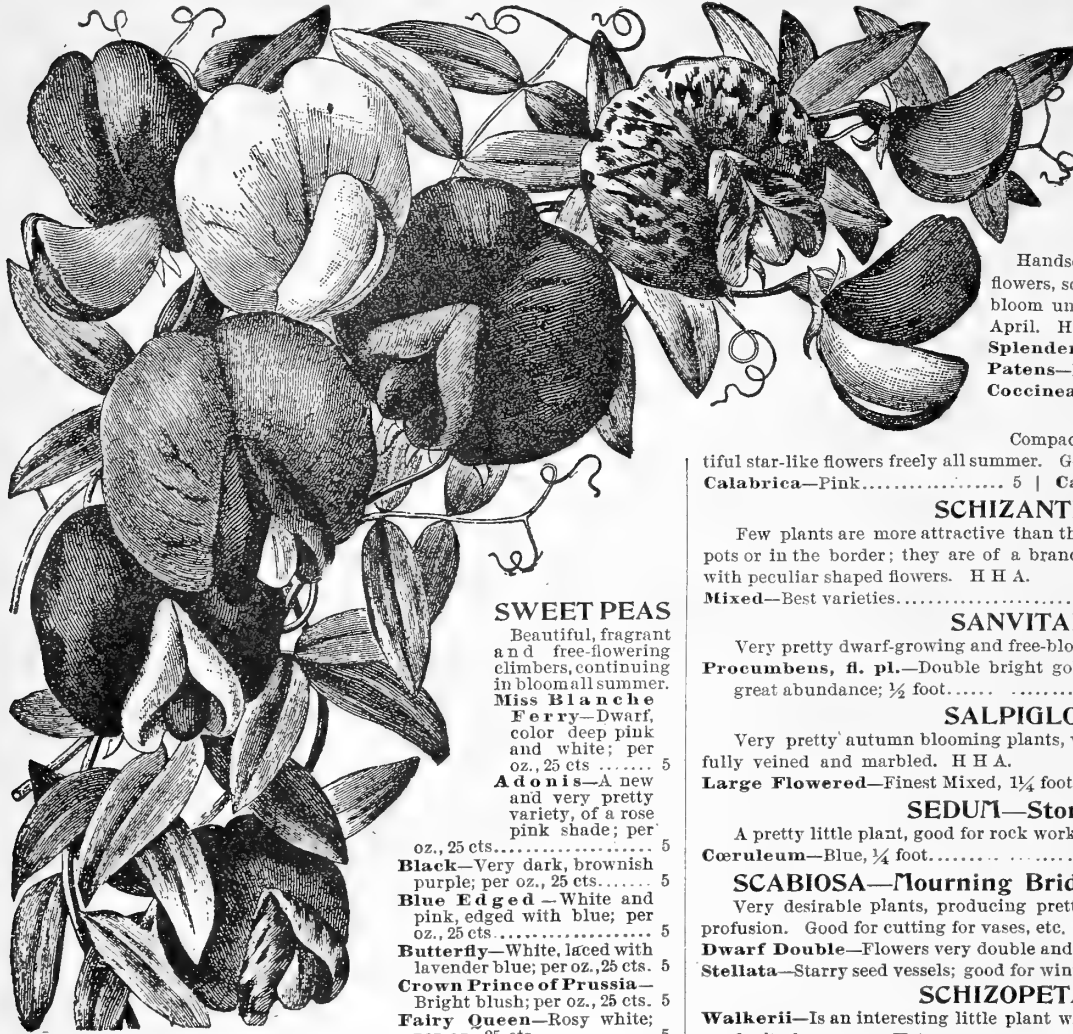 SWEET PEAS
Beautiful, fragrant
and free-flowering
climbers, continuing
in bloom all summer.
Miss Blanche
Ferry—Dwarf,
color deep pink
and white; per
oz., 25 cts ....... 5
Adonis—A new
and very pretty
variety, of a rose
pink shade; per
oz., 25 cts..................... 5
Black—Very dark, brownish
purple; per oz., 25 cts....... 5
Blue Edged—White and
pink, edged with blue; per
oz., 25 cts..................... 5
Butterfly—White, laced with
lavender blue; per oz., 25 cts. 5
Crown Prince of Prussia—
Bright blush; per oz., 25 cts. 5
Fairy Queen—Rosy white;
5
flowers,
bloom
April. H
Patens—
Coccinea
tiful star-like flowers freely all summer. G
Calabrica—Pink.................. 5 | Ca
SCHIZANT
Few plants are more attractive than th
pots or in the border; they are of a branc
with peculiar shaped flowers. H H A.
Mixed—Best varieties....................
SANVITA
Very pretty dwarf-growing and free-blo
Procumbens, fl. pl.—Double bright go
great abundance; ½ foot...... ..........
SALPIGLO
Very pretty autumn blooming plants, v
fully veined and marbled. H H A.
Large Flowered—Finest Mixed, 1¼ foot
SEDUM—Ston
A pretty little plant, good for rock work
Cœruleum—Blue, ¼ foot......... .......
SCABIOSA—Mourning Brid
Very desirable plants, producing prett
profusion. Good for cutting for vases, etc.
Dwarf Double—Flowers very double and
Stellata—Starry seed vessels; good for win
SCHIZOPETA
Walkerii—Is an interesting little plant w